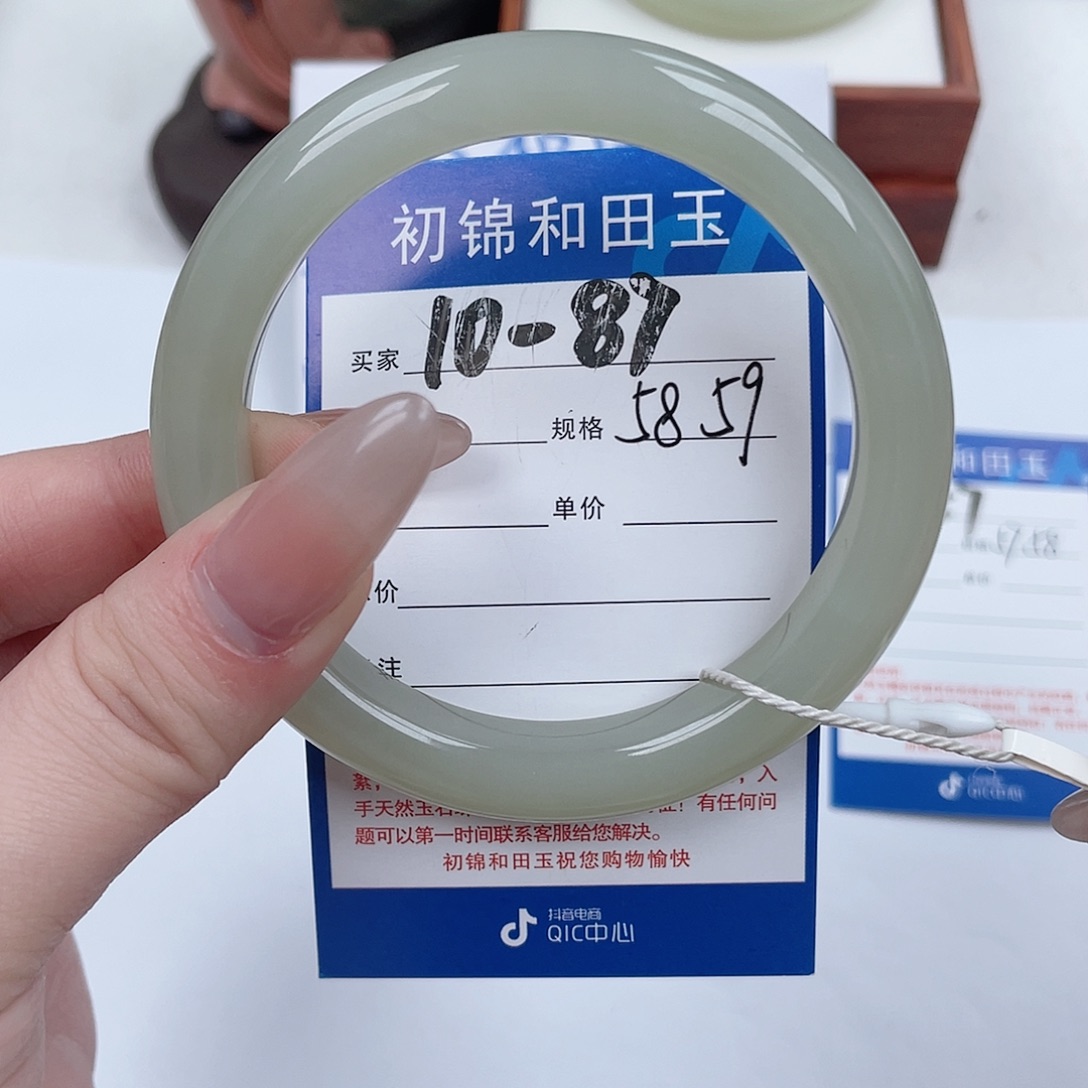 初锦和田玉
买家 10-89
规格 58 59
单价
价
注
絮， ，入
手天然玉石 ！有任何问
题可以第一时间联系客服给您解决。
初锦和田玉祝您购物愉快
抖音电商
QIC中心
和田玉
QIC中心